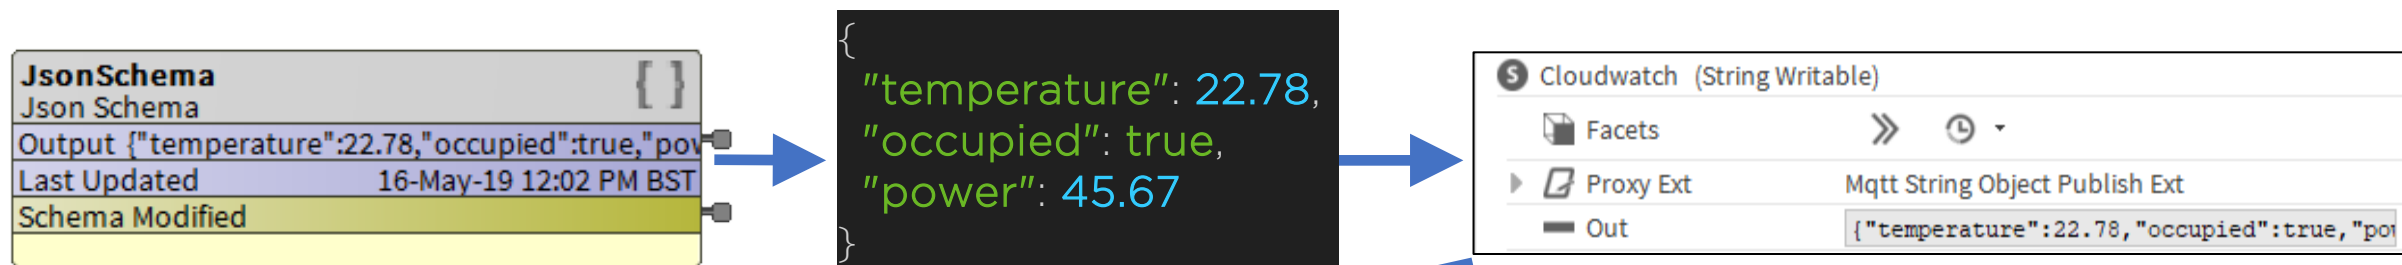 JsonSchema
Json Schema
{ }
Output {"temperature":22.78,"occupied":true,"pow
Last Updated 16-May-19 12:02 PM BST
Schema Modified
{
"temperature": 22.78,
"occupied": true,
"power": 45.67
}
S Cloudwatch (String Writable)
Facets
Proxy Ext Mqtt String Object Publish Ext
Out {"temperature":22.78,"occupied":true,"pow